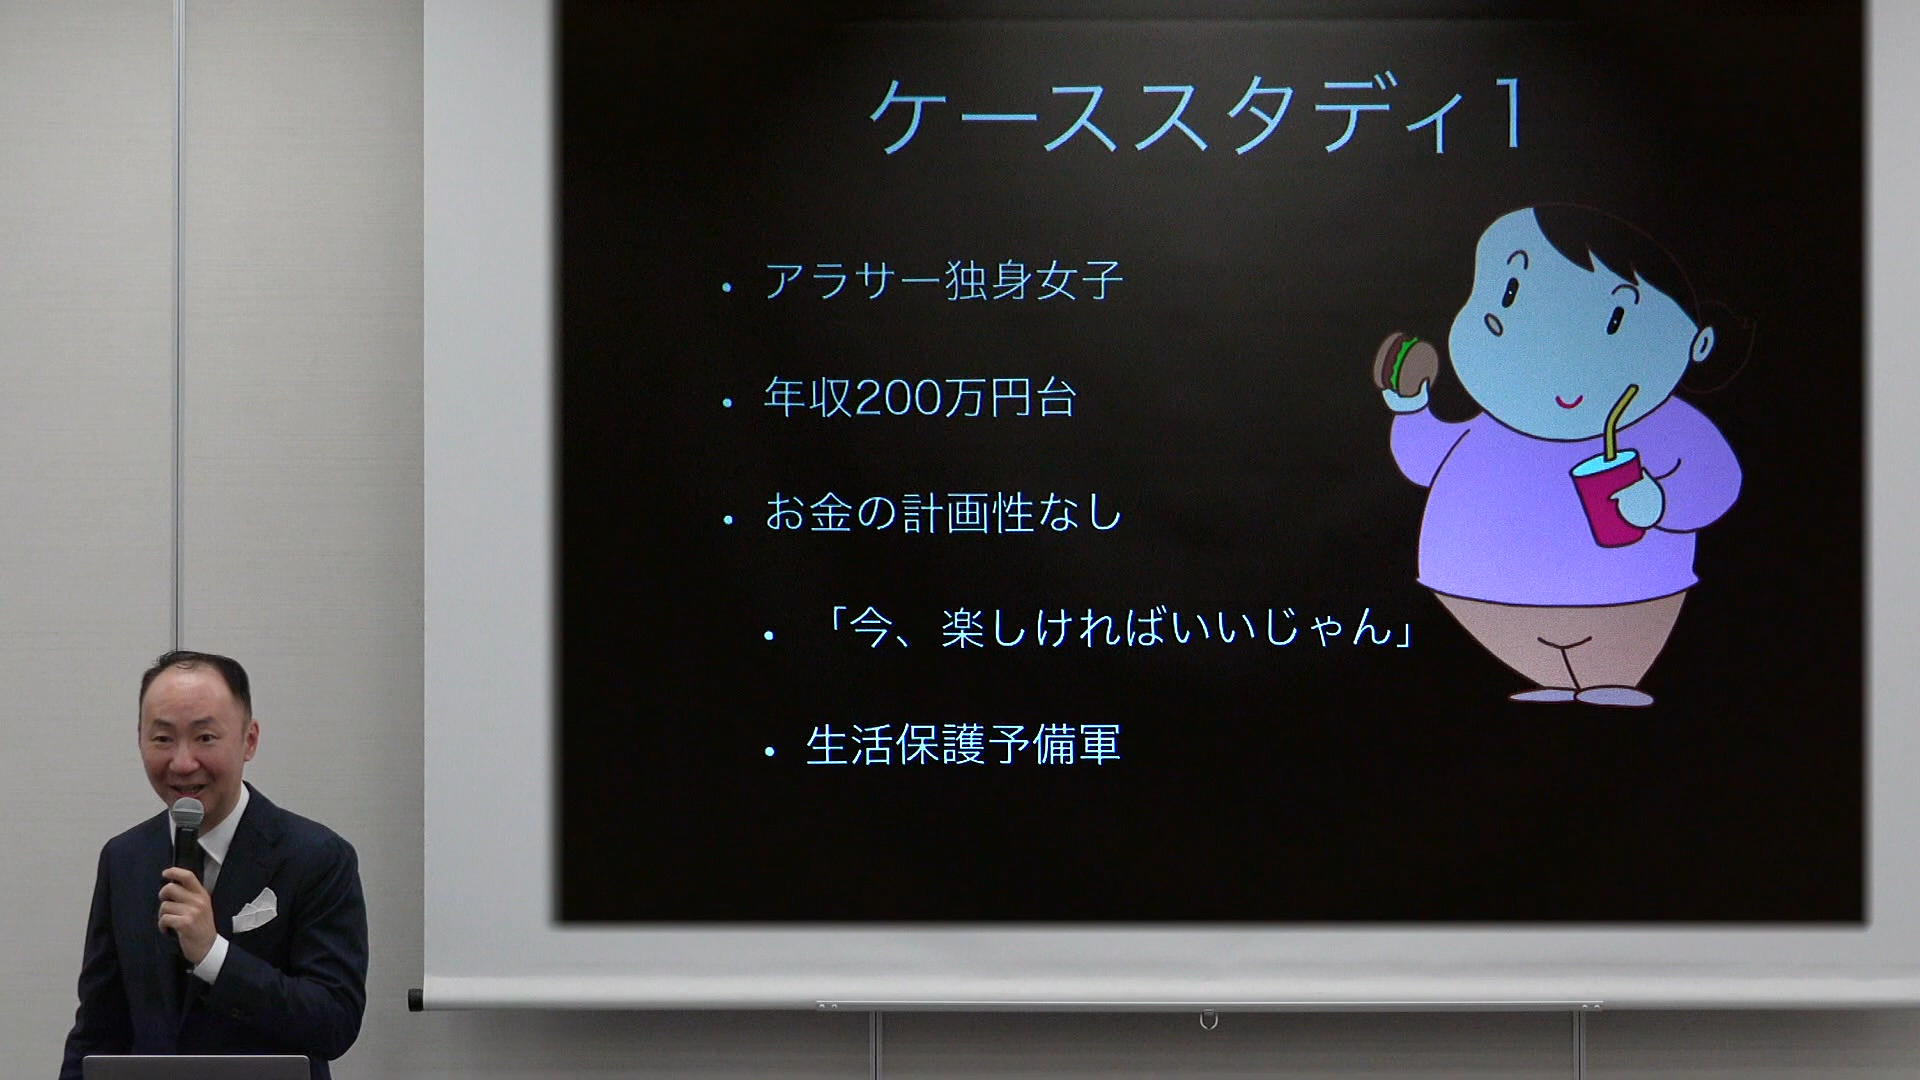 ケーススタディ1
・アラサー独身女子
・年収200万円台
・お金の計画性なし
・「今、楽しければいいじゃん」
・生活保護予備軍